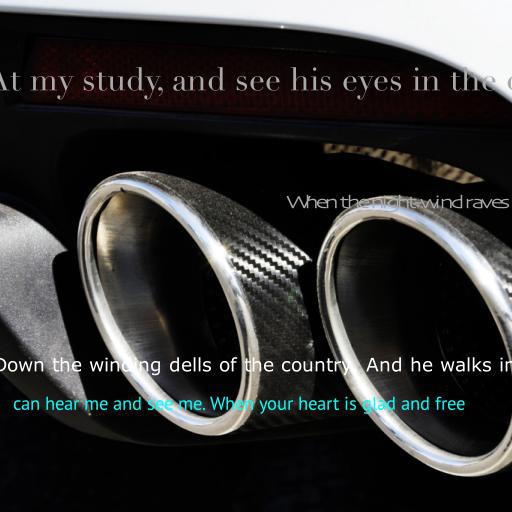 At my study, and see his eyes in the
When the night-wind raves
Down the winding dells of the country. And he walks in
can hear me and see me. When your heart is glad and free